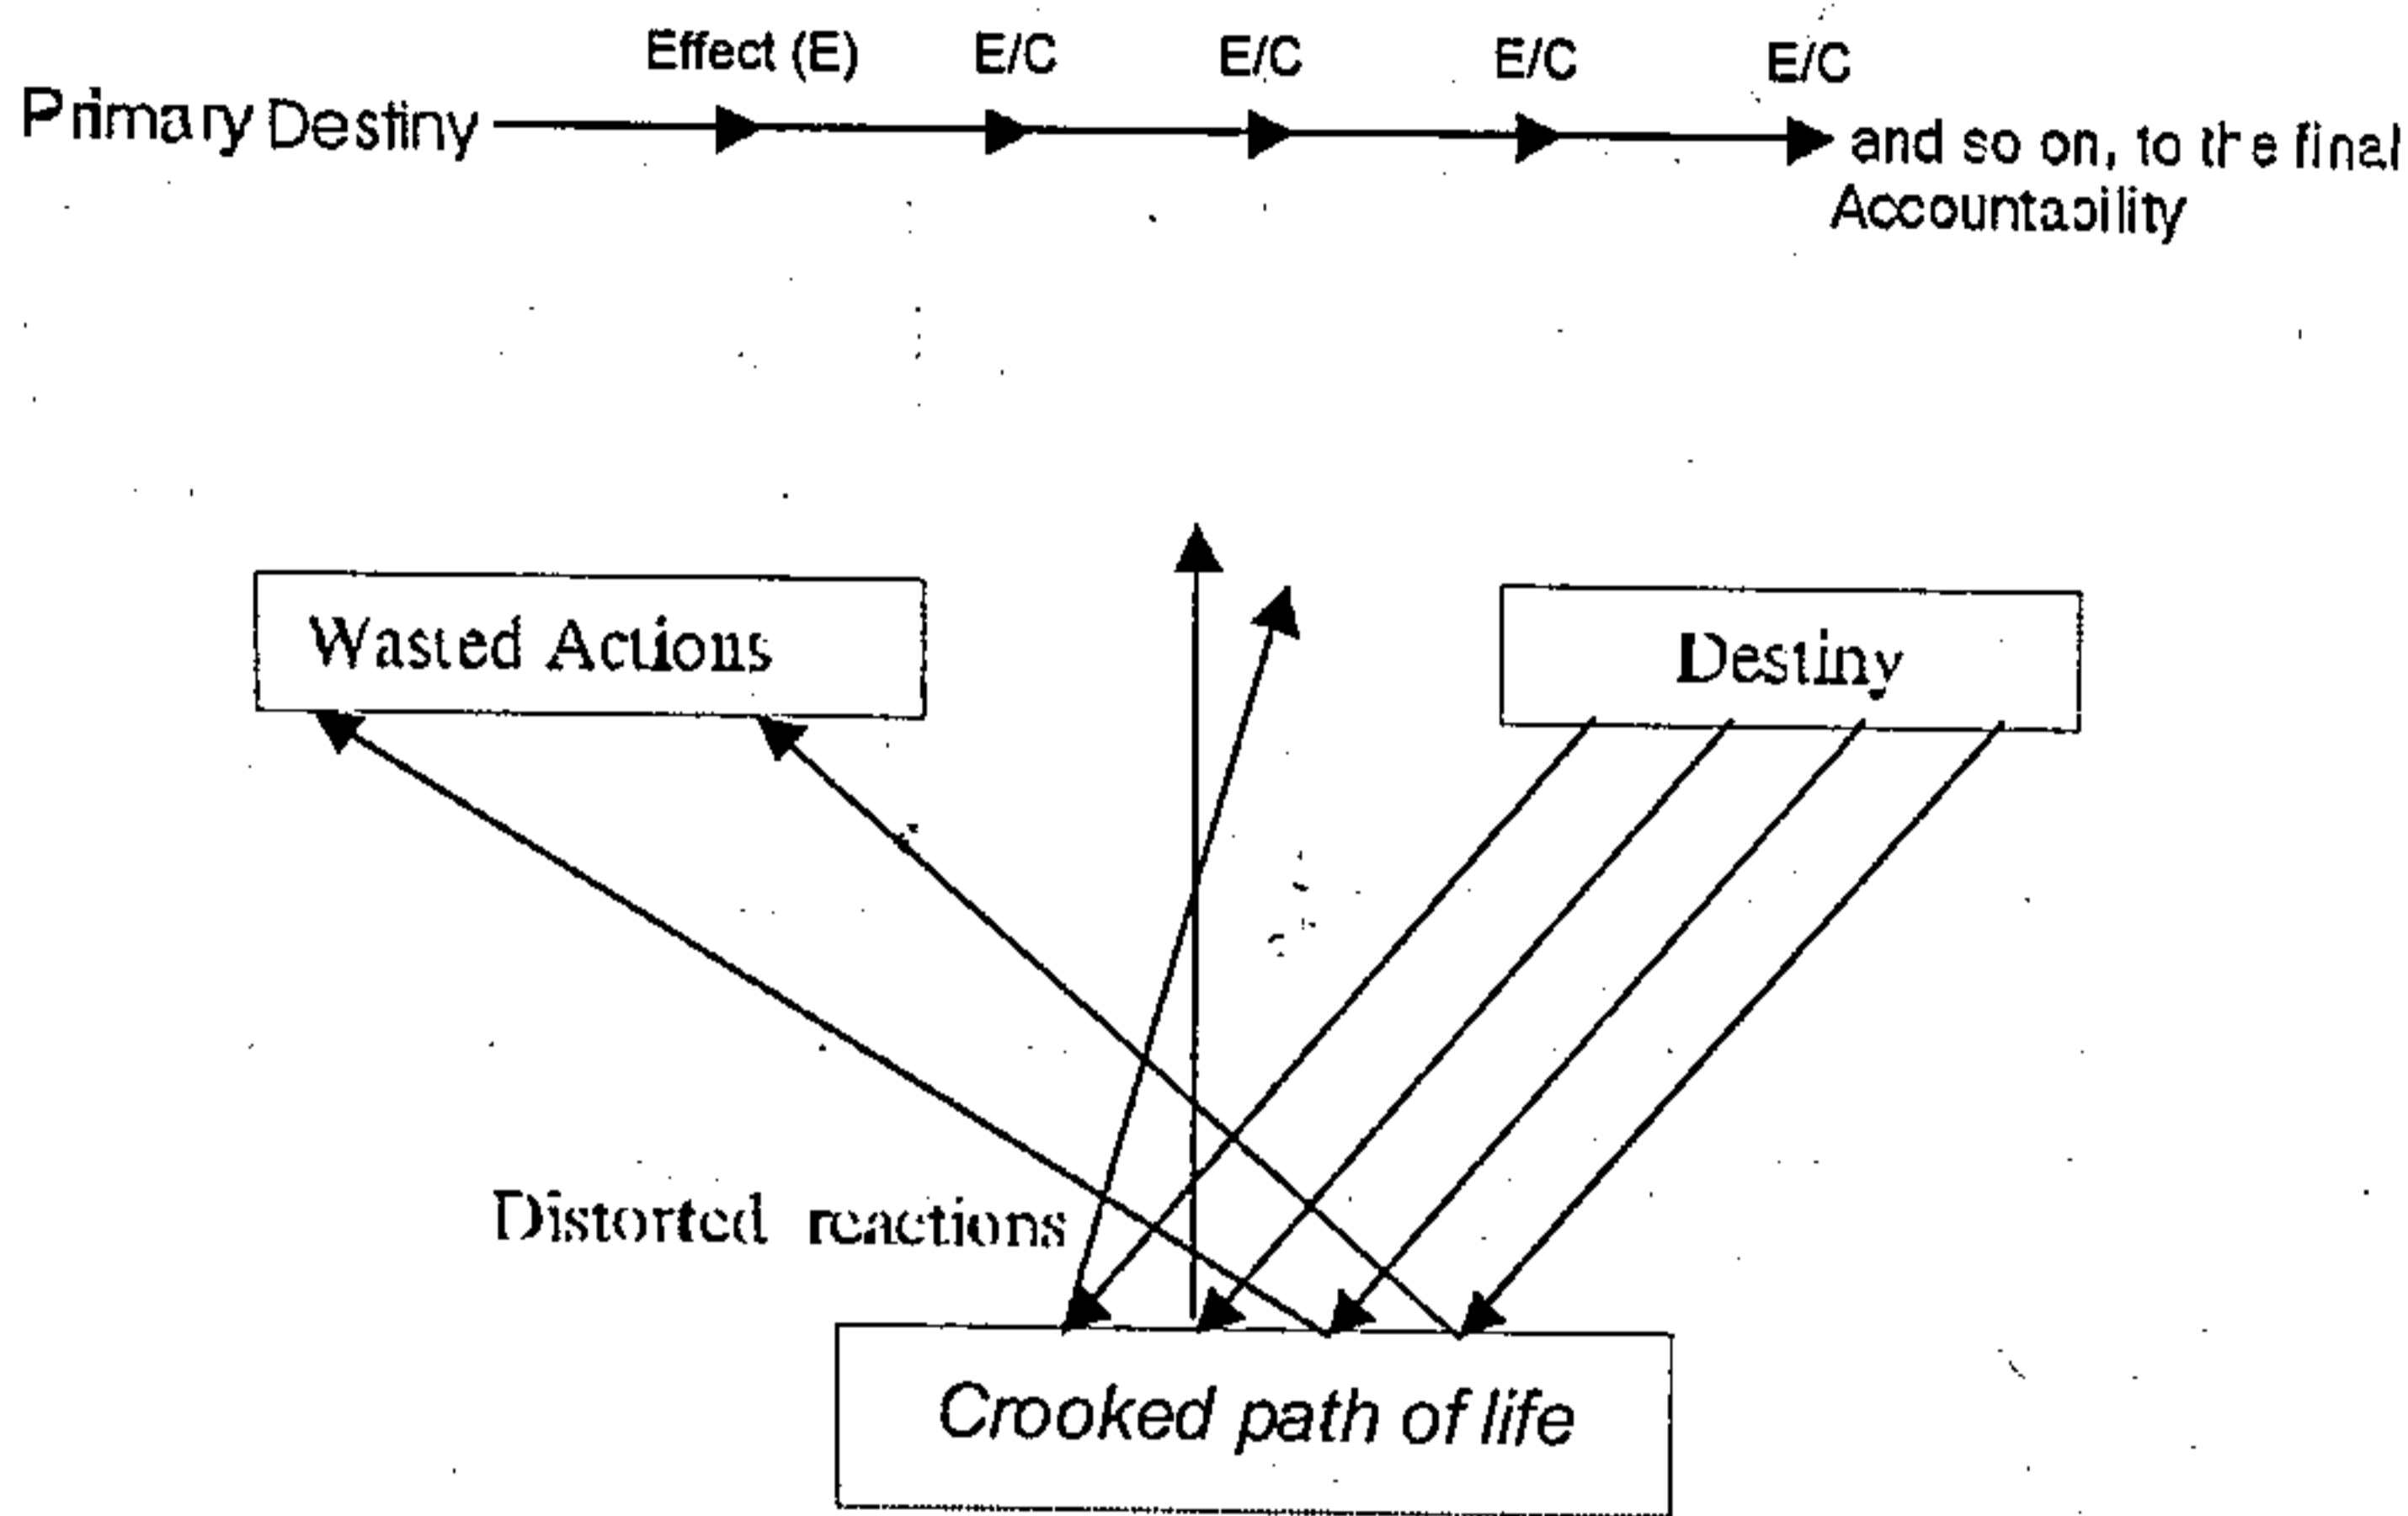 Effect (E) E/C E/C E/C E/C
Primary Destiny and so on, to the final
Accountability
Wasted Actions Destiny
Distorted reactions
Crooked path of life